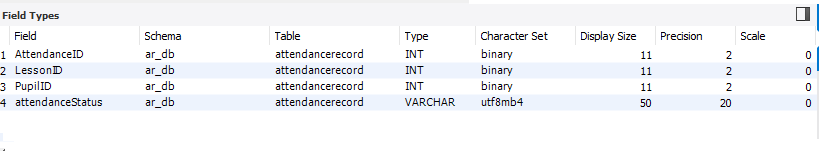 Field Types
Field Schema Table Type Character Set Display Size Precision Scale
1 AttendanceID ar_db attendancerecord INT binary 11 2 0
2 LessonID ar_db attendancerecord INT binary 11 2 0
3 PupilID ar_db attendancerecord INT binary 11 2 0
4 attendanceStatus ar_db attendancerecord VARCHAR utf8mb4 50 20 0